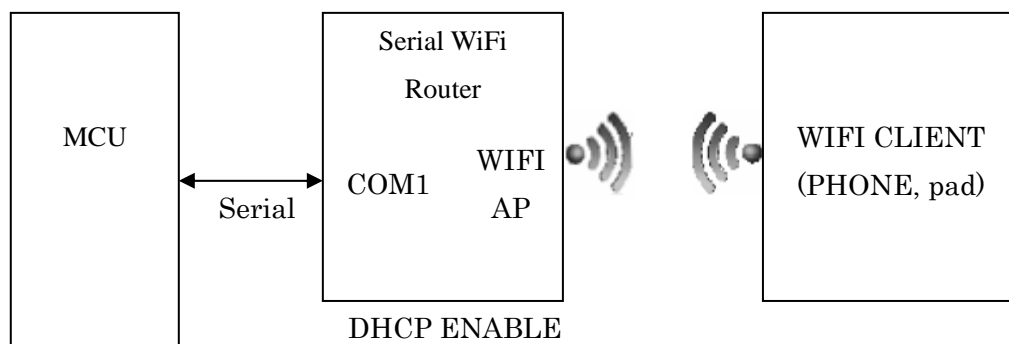 MCU
Serial
Serial WiFi
Router
COM1
WIFI
AP
DHCP ENABLE
WIFI CLIENT
(PHONE, pad)